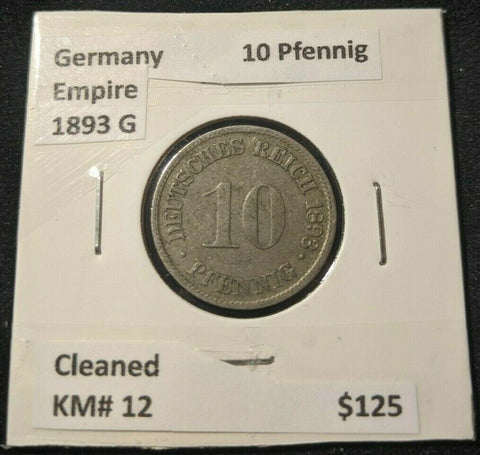 Germany 10 Pfennig
Empire
1893 G
DEUTSCHES REICH 1893
10
PFENNIG
Cleaned
KM# 12 $125